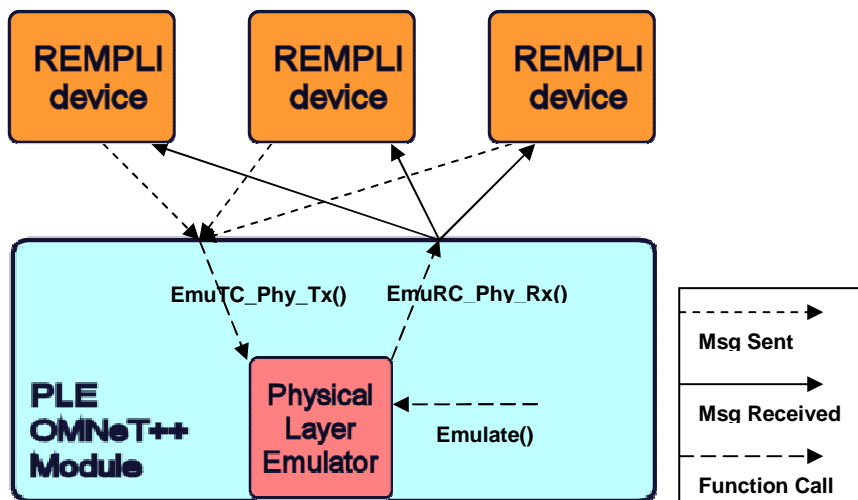 REMPLI
device
REMPLI
device
REMPLI
device
EmuTC_Phy_Tx()
EmuRC_Phy_Rx()
Msg Sent
PLE
OMNeT++
Module
Physical
Layer
Emulator
Emulate()
Msg Received
Function Call